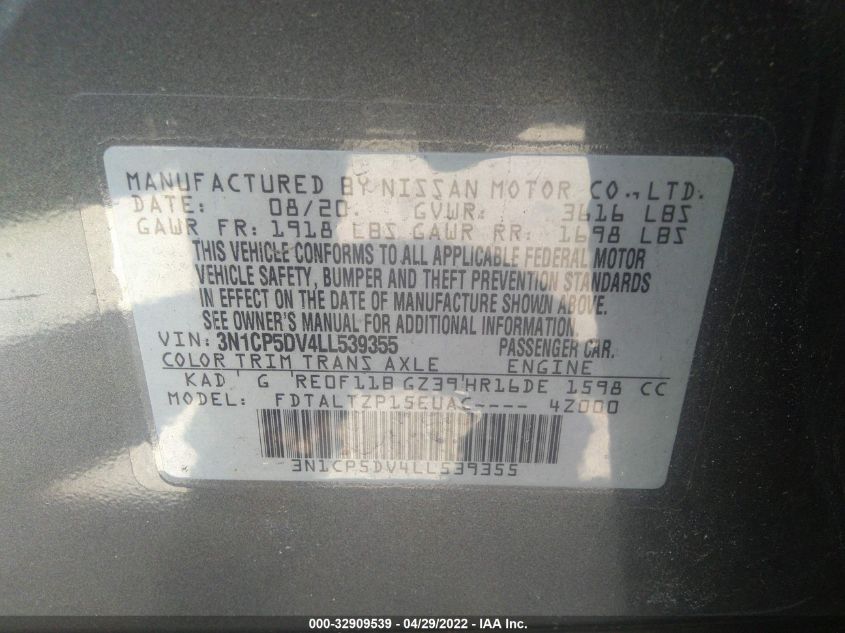 MANUFACTURED BY NISSAN MOTOR CO., LTD.
DATE: 08/20 GVWR: 3616 LBS
GAWR FR: 1918 LBS GAWR RR: 1698 LBS
THIS VEHICLE CONFORMS TO ALL APPLICABLE FEDERAL MOTOR
VEHICLE SAFETY, BUMPER AND THEFT PREVENTION STANDARDS
IN EFFECT ON THE DATE OF MANUFACTURE SHOWN ABOVE.
SEE OWNER'S MANUAL FOR ADDITIONAL INFORMATION.
VIN: 3N1CP5DV4LL539355 PASSENGER CAR.
COLOR TRIM TRANS AXLE ENGINE
KAD G RE0F11B GZ39 HR16DE 1598 CC
MODEL: FDTALTZP15EUAC---- 4Z000
3N1CP5DV4LL539355
000-32909539 - 04/29/2022 - IAA Inc.